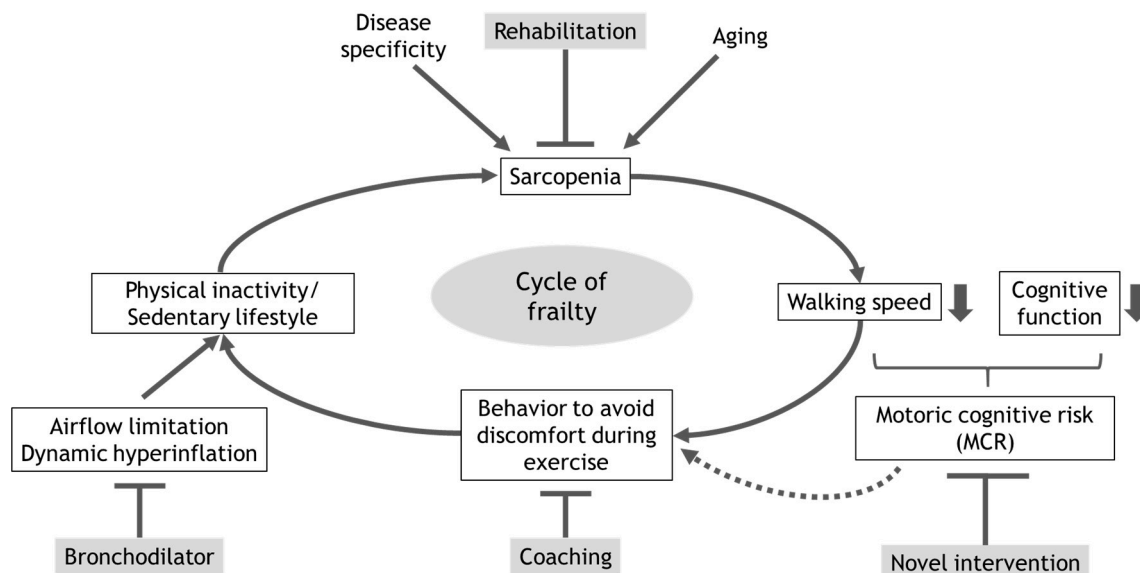 Disease
specificity
Rehabilitation
Aging
Sarcopenia
Physical inactivity/
Sedentary lifestyle
Cycle of
frailty
Walking speed
Cognitive
function
Airflow limitation
Dynamic hyperinflation
Behavior to avoid
discomfort during
exercise
Motoric cognitive risk
(MCR)
Bronchodilator
Coaching
Novel intervention